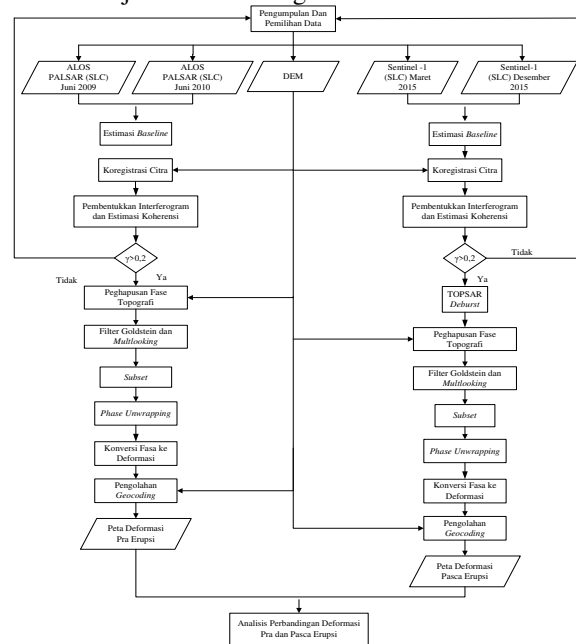 Pengumpulan Dan
Pemilihan Data
ALOS
PALSAR (SLC)
Juni 2009
ALOS
PALSAR (SLC)
Juni 2010
DEM
Sentinel -1
(SLC) Maret
2015
Sentinel-1
(SLC) Desember
2015
Estimasi Baseline
Koregistrasi Citra
Pembentukkan Interferogram
dan Estimasi Koherensi
γ>0,2
Tidak
Ya
Peghapusan Fase
Topografi
Filter Goldstein dan
Multlooking
Subset
Phase Unwrapping
Konversi Fasa ke
Deformasi
Pengolahan
Geocoding
Peta Deformasi
Pra Erupsi
Estimasi Baseline
Koregistrasi Citra
Pembentukkan Interferogram
dan Estimasi Koherensi
γ>0,2
Tidak
Ya
TOPSAR
Deburst
Peghapusan Fase
Topografi
Filter Goldstein dan
Multlooking
Subset
Phase Unwrapping
Konversi Fasa ke
Deformasi
Pengolahan
Geocoding
Peta Deformasi
Pasca Erupsi
Analisis Perbandingan Deformasi
Pra dan Pasca Erupsi